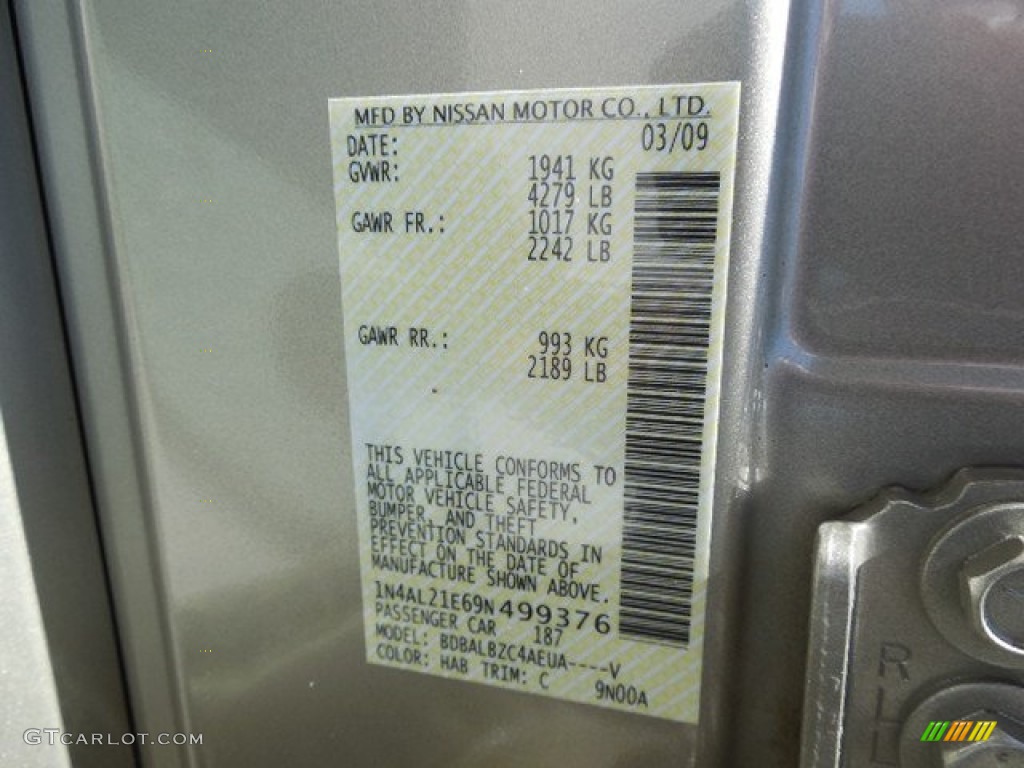 MFD BY NISSAN MOTOR CO., LTD.
DATE: 03/09
GVWR: 1941 KG
4279 LB
GAWR FR.: 1017 KG
2242 LB
GAWR RR.: 993 KG
2189 LB
THIS VEHICLE CONFORMS TO
ALL APPLICABLE FEDERAL
MOTOR VEHICLE SAFETY,
BUMPER, AND THEFT
PREVENTION STANDARDS IN
EFFECT ON THE DATE OF
MANUFACTURE SHOWN ABOVE.
1N4AL21E69N499376
PASSENGER CAR 187
MODEL: BDBALBZC4AEUA----V
COLOR: HAB TRIM: C 9N00A
R
L
GTCARLOT.COM